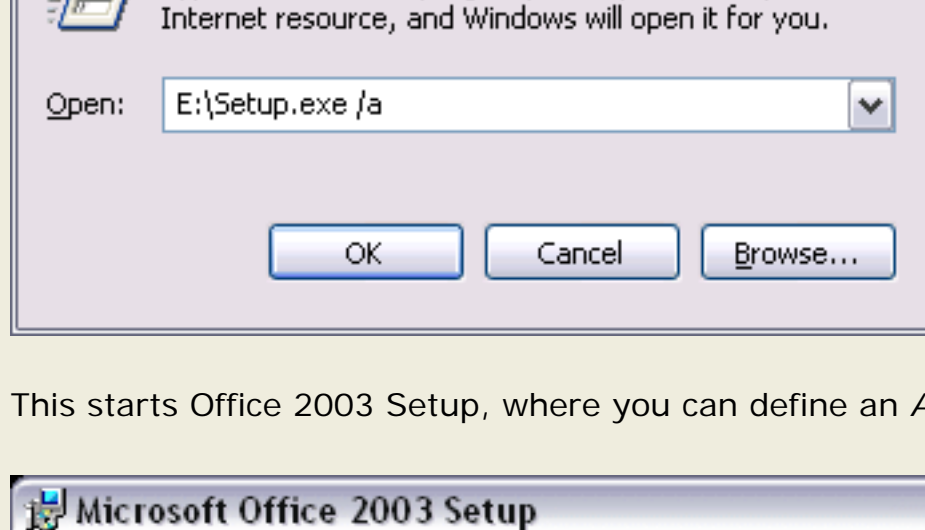 Internet resource, and Windows will open it for you.
Open: E:\Setup.exe /a
OK Cancel Browse...
This starts Office 2003 Setup, where you can define an
Microsoft Office 2003 Setup